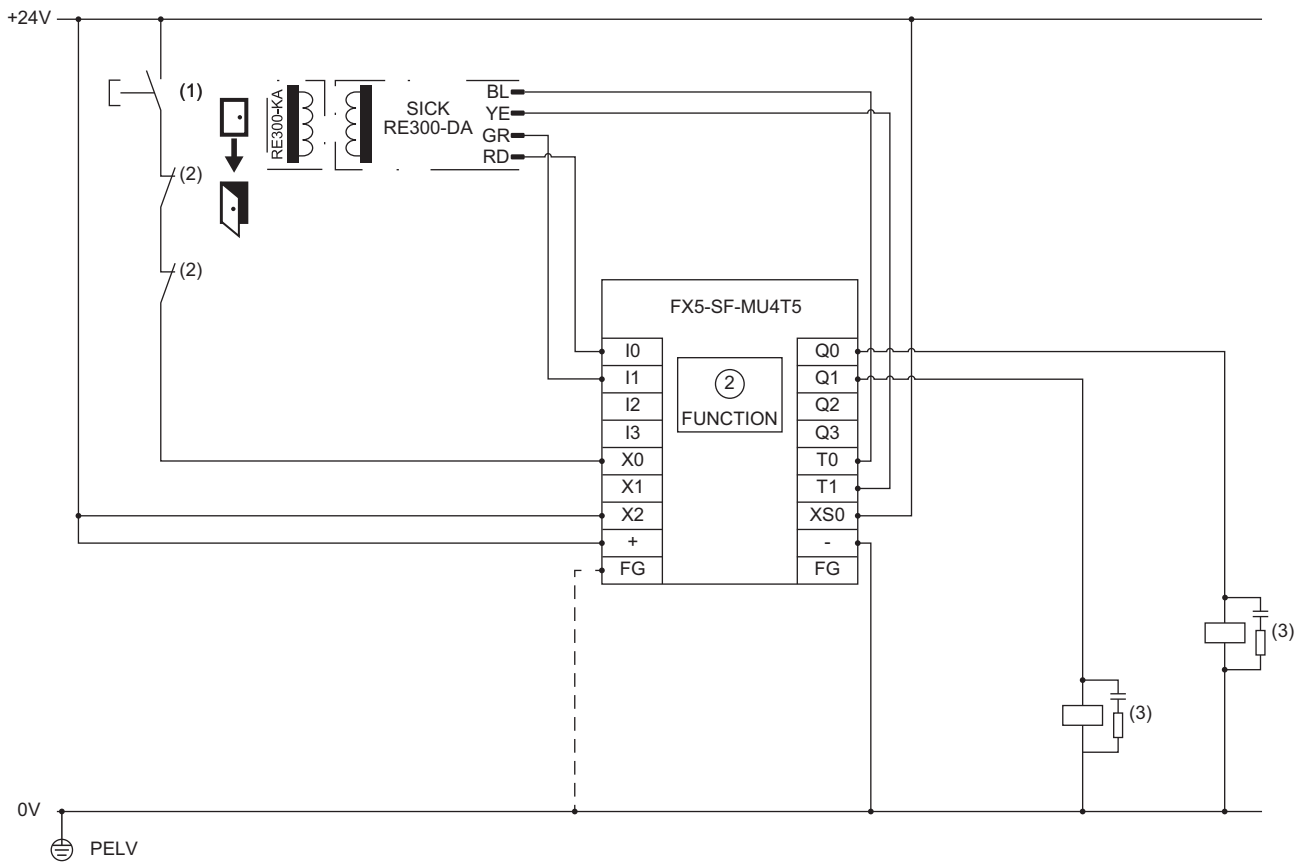 +24V
(1)
(2)
(2)
RE300-KA
SICK
RE300-DA
BL
YE
GR
RD
FX5-SF-MU4T5
I0
I1
I2
I3
X0
X1
X2
+
FG
2
FUNCTION
Q0
Q1
Q2
Q3
T0
T1
XS0
-
FG
(3)
(3)
0V
PELV